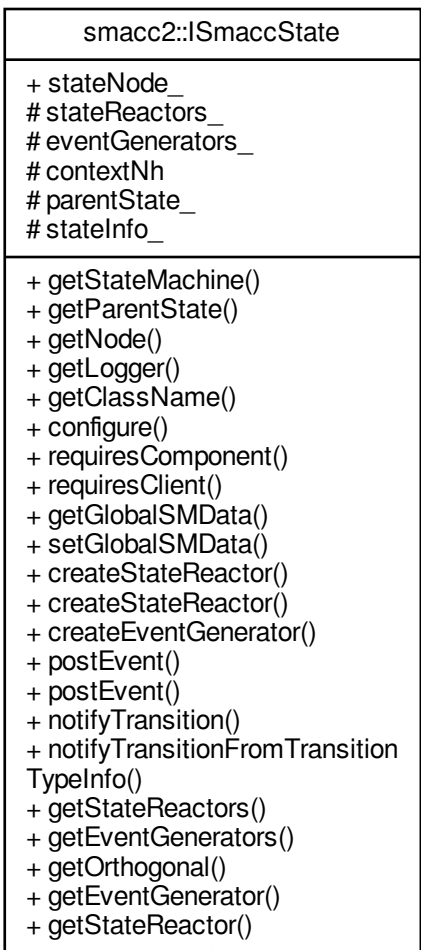 smacc2::ISmaccState
+ stateNode_
# stateReactors_
# eventGenerators_
# contextNh
# parentState_
# stateInfo_
+ getStateMachine()
+ getParentState()
+ getNode()
+ getLogger()
+ getClassName()
+ configure()
+ requiresComponent()
+ requiresClient()
+ getGlobalSMData()
+ setGlobalSMData()
+ createStateReactor()
+ createStateReactor()
+ createEventGenerator()
+ postEvent()
+ postEvent()
+ notifyTransition()
+ notifyTransitionFromTransition
TypeInfo()
+ getStateReactors()
+ getEventGenerators()
+ getOrthogonal()
+ getEventGenerator()
+ getStateReactor()